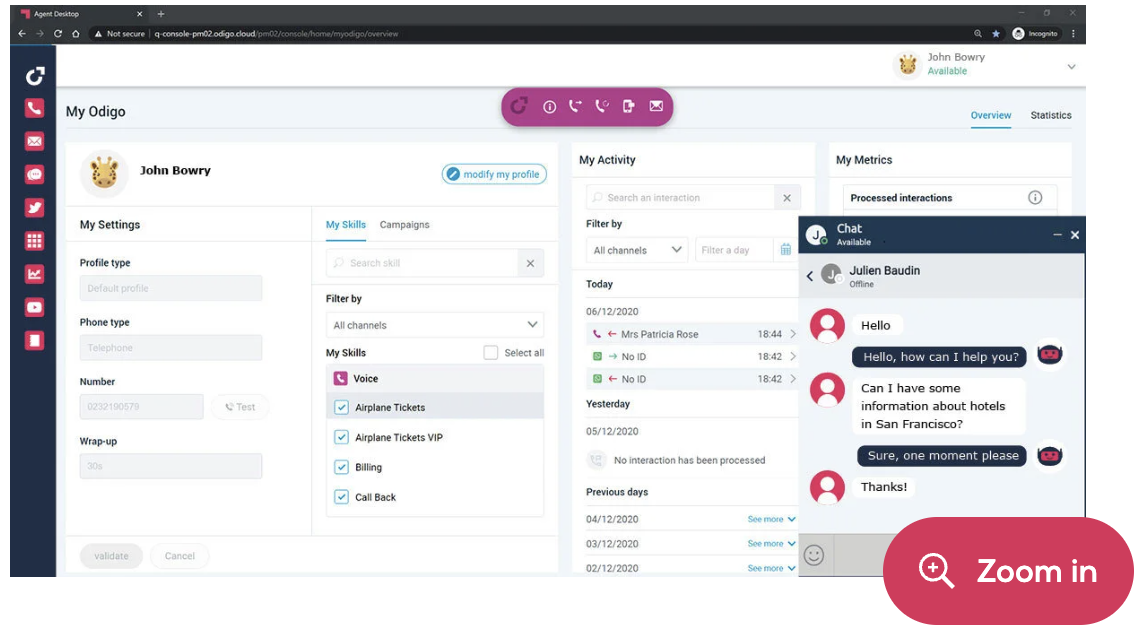 Agent Desktop
Not secure | q-console-pm02.odigo.cloud/pm02/console/home/myodigo/overview
Incognito
John Bowry
Available
My Odigo
Overview
Statistics
John Bowry
modify my profile
My Settings
Profile type
Default profile
Phone type
Telephone
Number
0232190579
Test
Wrap-up
30s
validate
Cancel
My Skills
Campaigns
Search skill
Filter by
All channels
My Skills
Select all
Voice
Airplane Tickets
Airplane Tickets VIP
Billing
Call Back
My Activity
Search an interaction
Filter by
All channels
Filter a day
Today
06/12/2020
Mrs Patricia Rose 18:44
No ID 18:42
No ID 18:42
Yesterday
05/12/2020
No interaction has been processed
Previous days
04/12/2020 See more
03/12/2020 See more
02/12/2020 See more
My Metrics
Processed interactions
J
Chat
Available
J
Julien Baudin
Offline
Hello
Hello, how can I help you?
Can I have some
information about hotels
in San Francisco?
Sure, one moment please
Thanks!
Zoom in